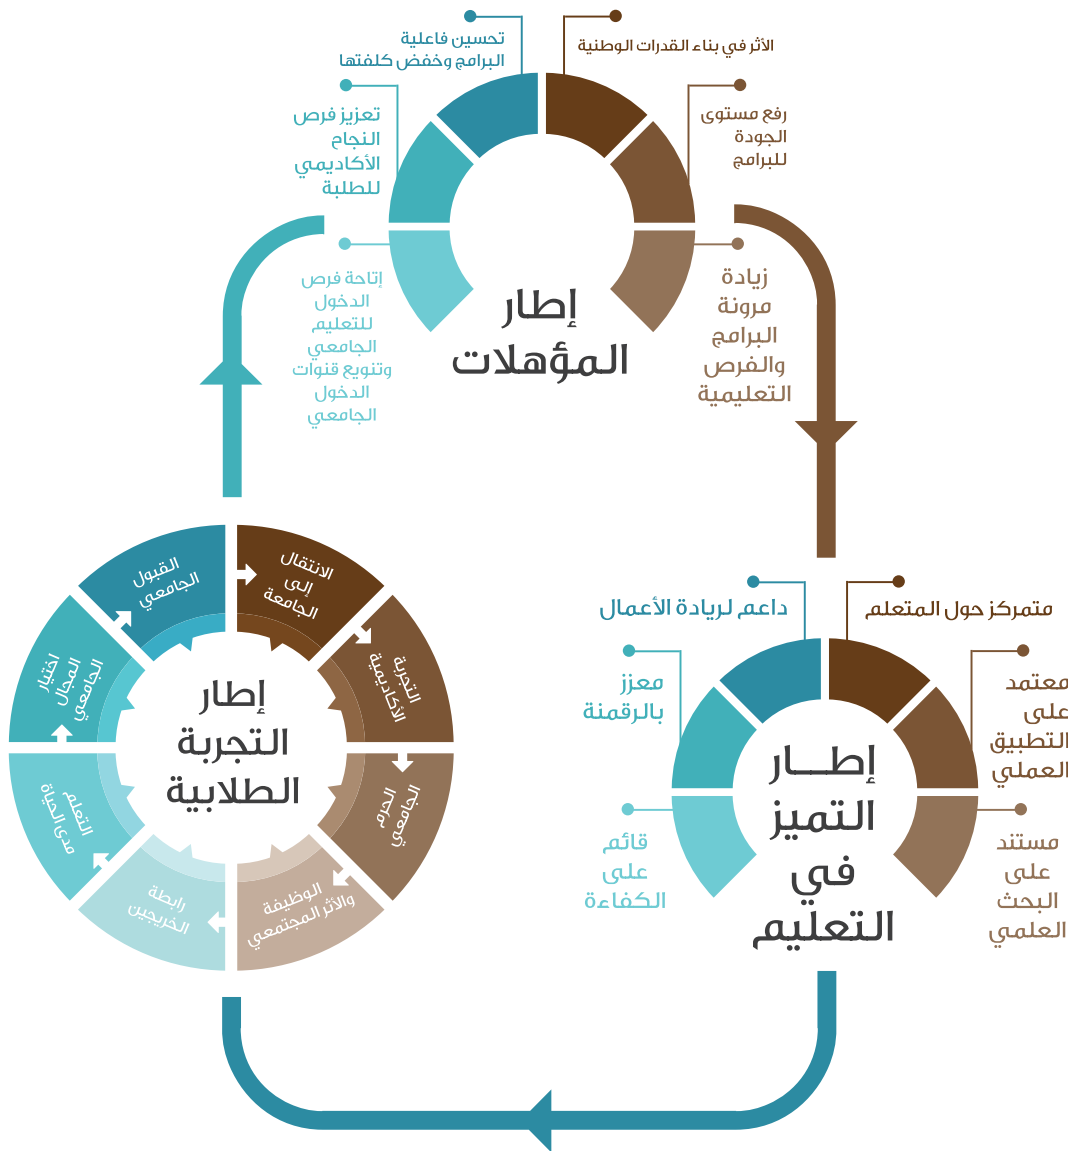 الأثر في بناء القدرات الوطنية
رفع مستوى
الجودة
للبرامج
زيادة
مرونة
البرامج
والفرص
التعليمية
تحسين فاعلية
البرامج وخفض كلفتها
تعزيز فرص
النجاح
الأكاديمي
للطلبة
إتاحة فرص
الدخول
للتعليم
الجامعي
وتنويع قنوات
الدخول
الجامعي
إطار
المؤهلات
متمركز حول المتعلم
معتمد
على
التطبيق
العملي
مستند
على
البحث
العلمي
داعم لريادة الأعمال
معزز
بالرقمنة
قائم
على
الكفاءة
إطـــار
التميز
في
التعليم
الانتقال
إلى
الجامعة
التجربة
الأكاديمية
الحرم
الجامعي
الوظيفة
والأثر المجتمعي
رابطة
الخريجين
التعلم
مدى الحياة
اختيار
المجال
الجامعي
القبول
الجامعي
إطار
التجربة
الطلابية